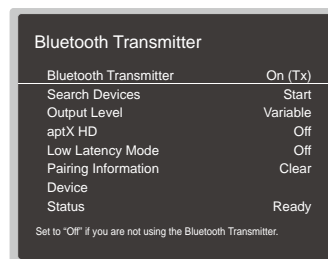 Bluetooth Transmitter
Bluetooth Transmitter On (Tx)
Search Devices Start
Output Level Variable
aptX HD Off
Low Latency Mode Off
Pairing Information Clear
Device
Status Ready
Set to “Off” if you are not using the Bluetooth Transmitter.